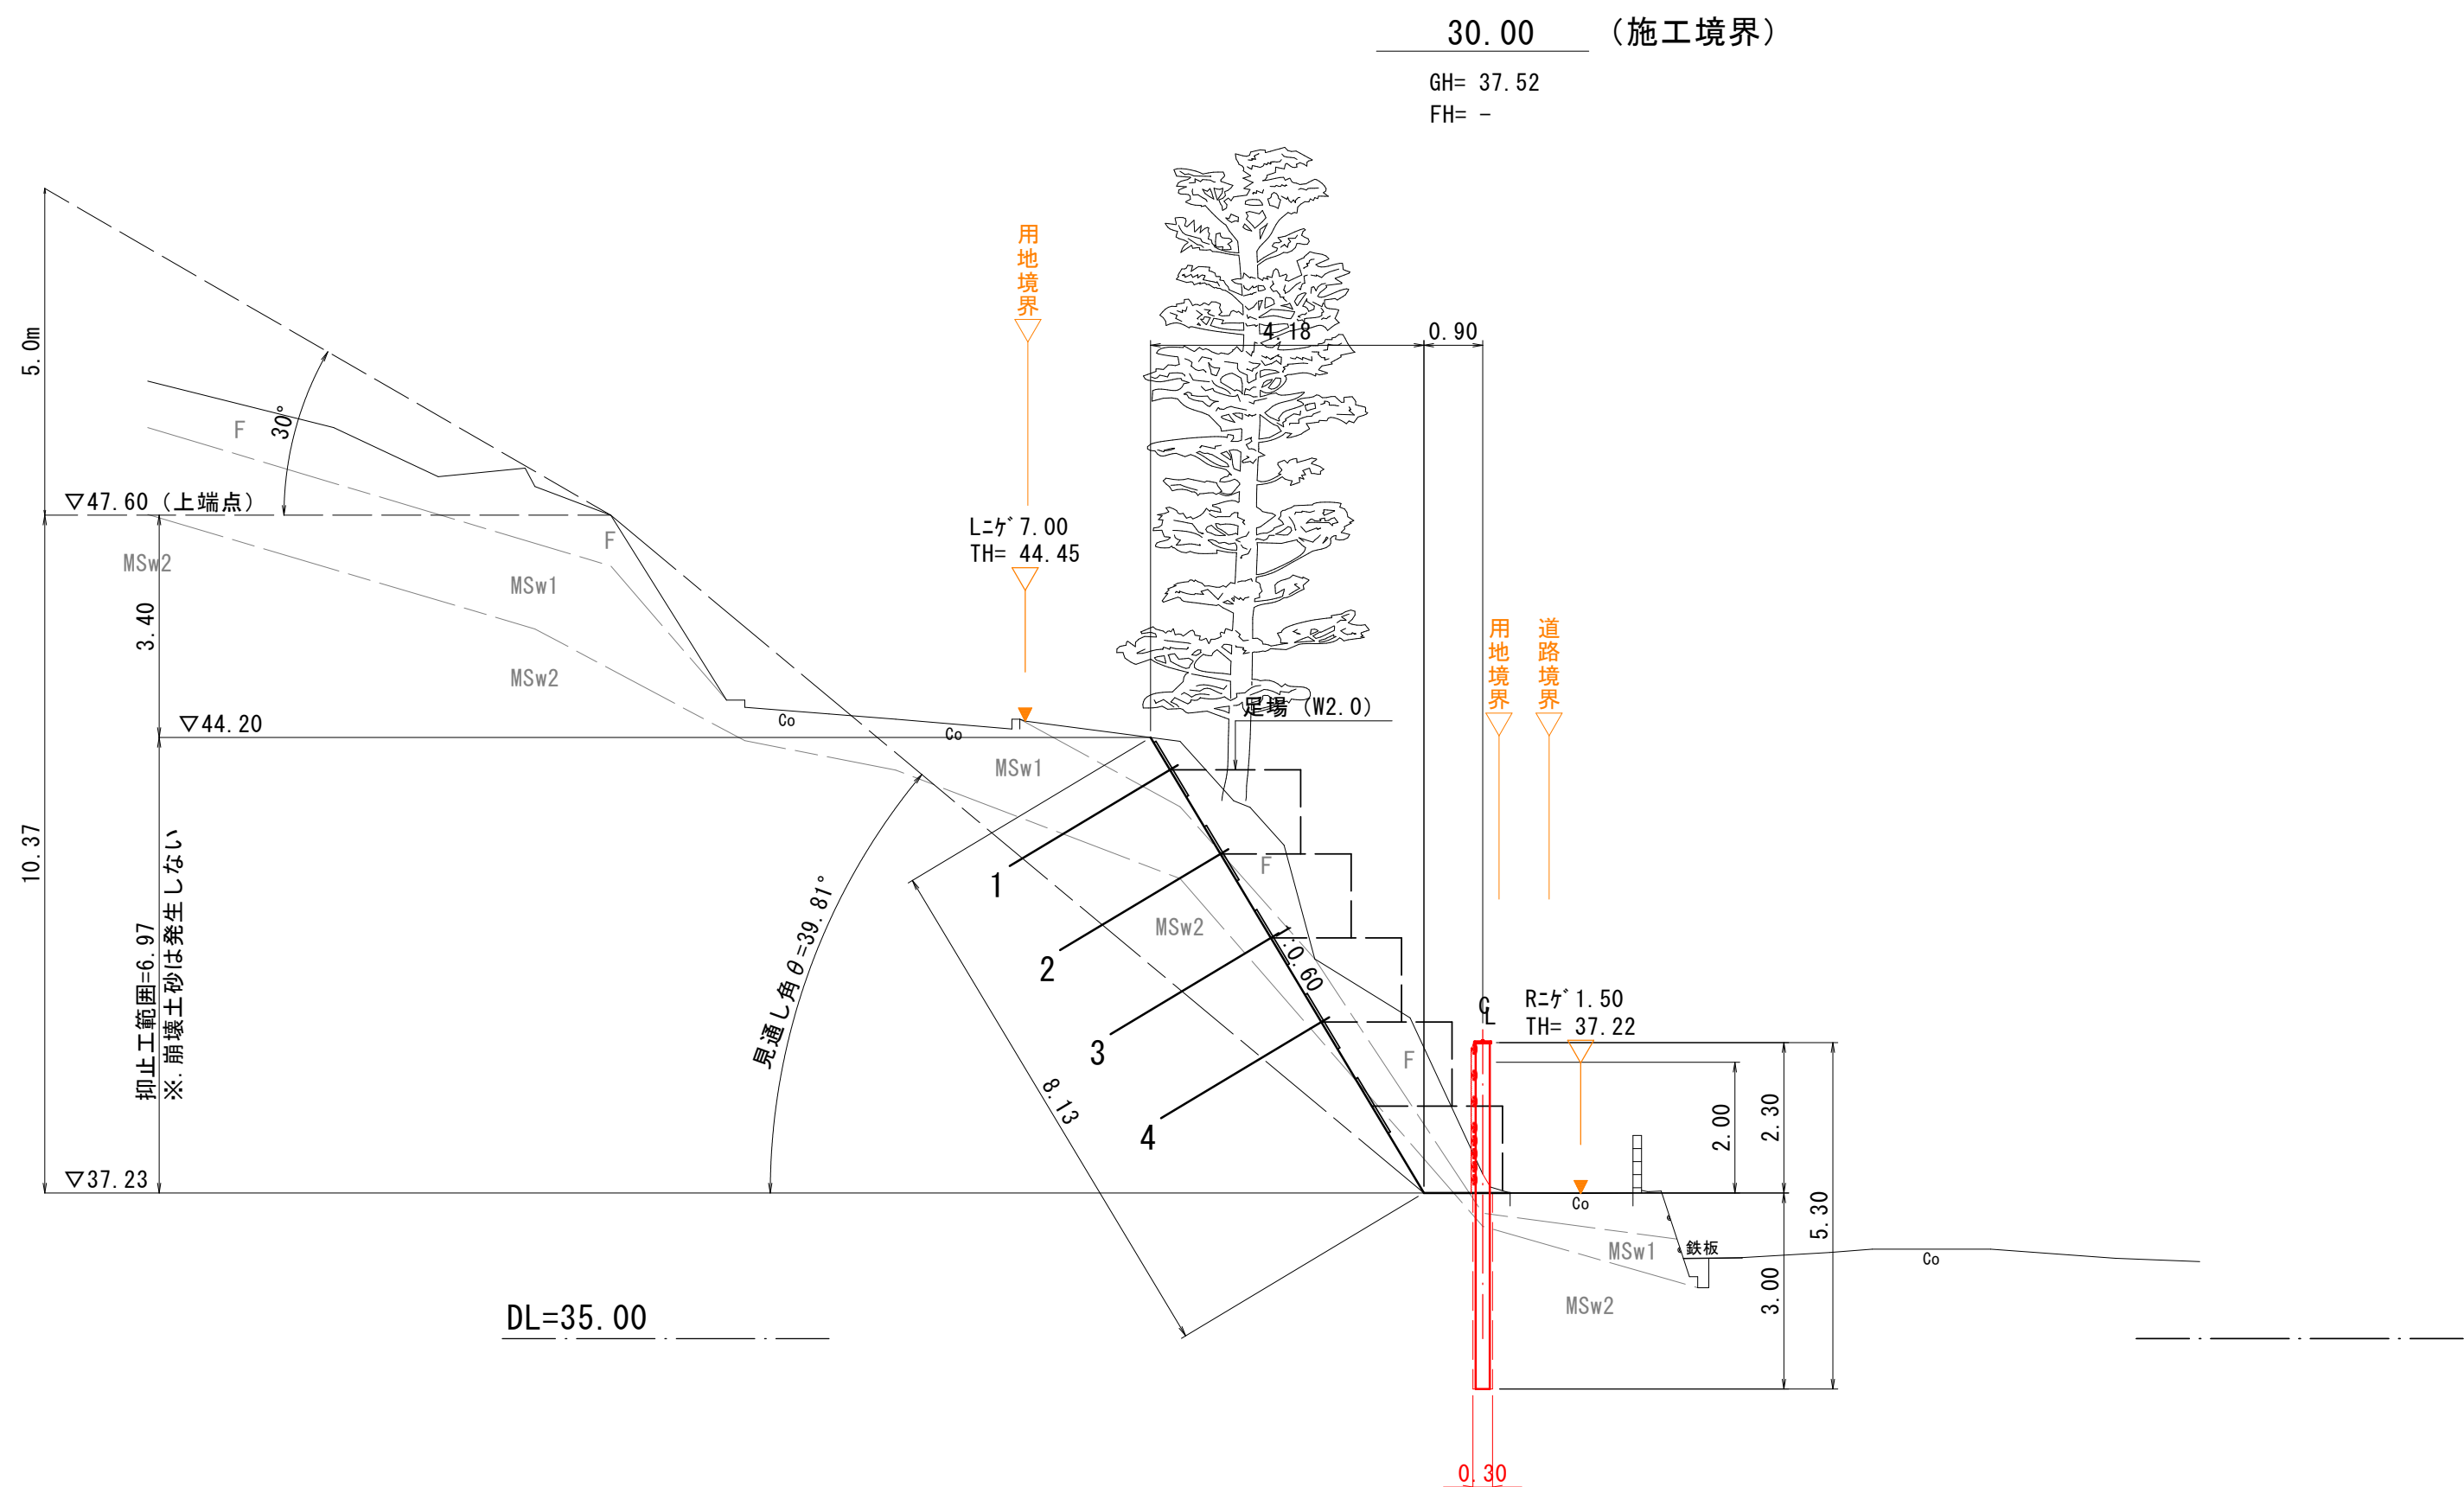 30.00 （施工境界）
GH= 37.52
FH= -
用地境界
4.18
0.90
5.0m
30°
F
▽47.60（上端点）
Lﾆｹﾞ7.00
TH= 44.45
F
MSw2
MSw1
3.40
MSw2
用地境界
道路境界
足場（W2.0）
▽44.20
Co
Co
MSw1
1
F
10.37
抑止工範囲=6.97
※.崩壊土砂は発生しない
見通し角θ=39.81°
MSw2
2
1:0.60
Rﾆｹﾞ1.50
TH= 37.22
CL
3
F
8.13
4
2.00
2.30
▽37.23
Co
5.30
MSw1
鉄板
Co
3.00
MSw2
DL=35.00
0.30